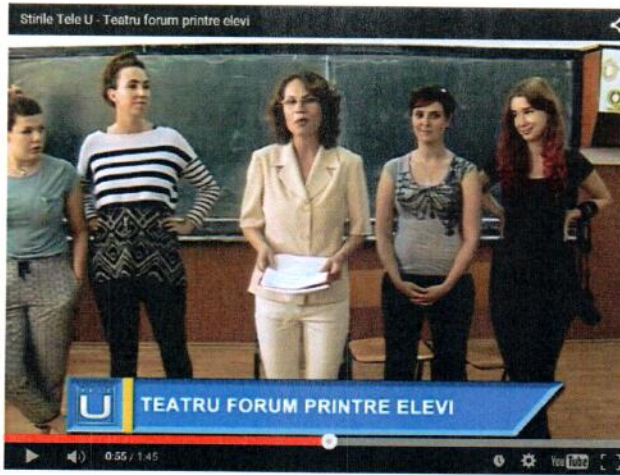 Stirile Tele U - Teatru forum printre elevi
U
TEATRU FORUM PRINTRE ELEVI
0:55 / 1:45
YouTube